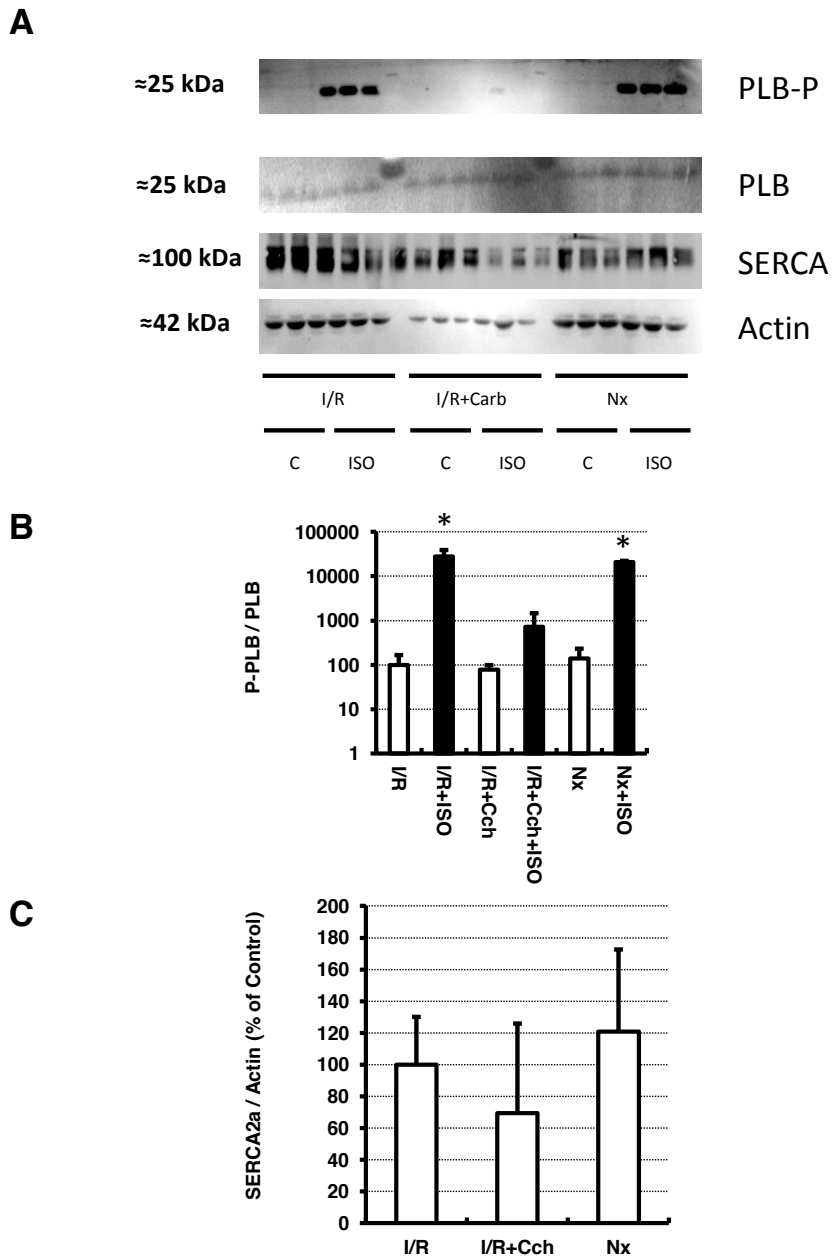 A
≈25 kDa
PLB-P
≈25 kDa
PLB
≈100 kDa
SERCA
≈42 kDa
Actin
I/R I/R+Carb Nx
C ISO C ISO C ISO
B
P-PLB / PLB
100000
10000
1000
100
10
1
* *
I/R I/R+ISO I/R+Cch I/R+Cch+ISO Nx Nx+ISO
C
SERCA2a / Actin (% of Control)
200
180
160
140
120
100
80
60
40
20
0
I/R I/R+Cch Nx